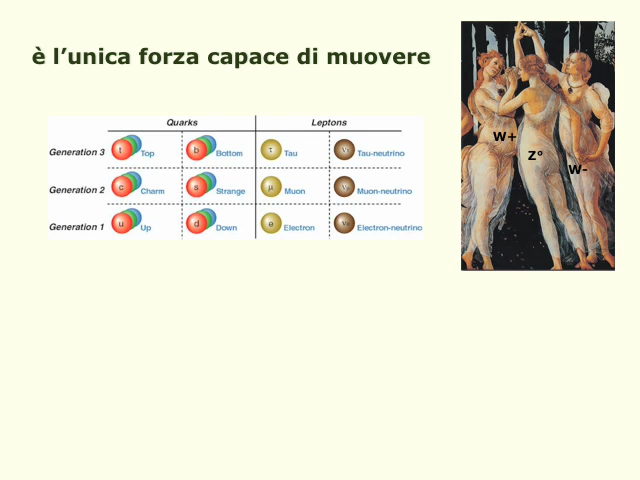 è l’unica forza capace di muovere
Quarks Leptons
Generation 3 t Top b Bottom τ Tau ν Tau-neutrino
Generation 2 c Charm s Strange μ Muon ν Muon-neutrino
Generation 1 u Up d Down e Electron ν Electron-neutrino
W+
Z°
W-